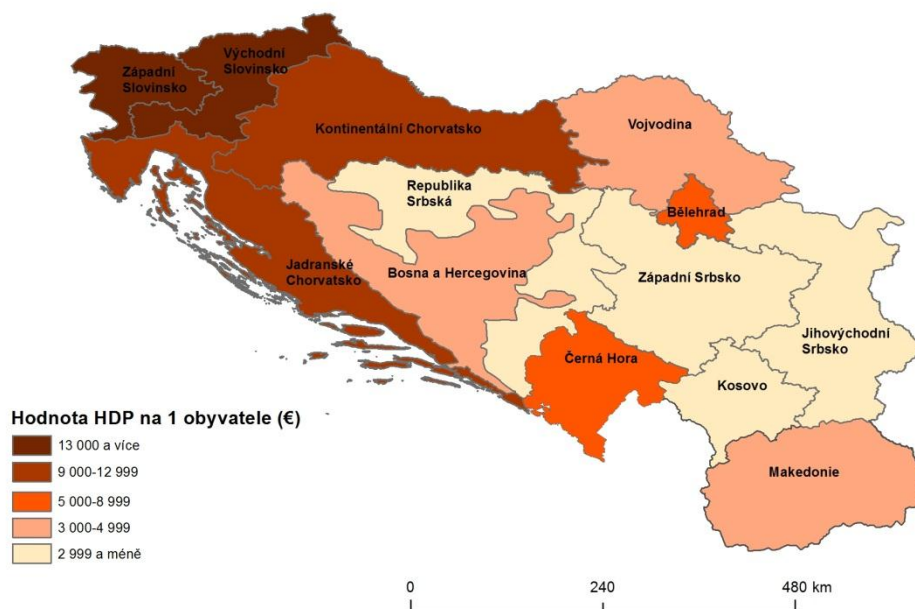 Východní
Slovinsko
Západní
Slovinsko
Kontinentální Chorvatsko
Vojvodina
Republika
Srbská
Bělehrad
Jadranské
Chorvatsko
Bosna a Hercegovina
Západní Srbsko
Jihovýchodní
Srbsko
Černá Hora
Kosovo
Makedonie
Hodnota HDP na 1 obyvatele (€)
13 000 a více
9 000-12 999
5 000-8 999
3 000-4 999
2 999 a méně
0 240 480 km